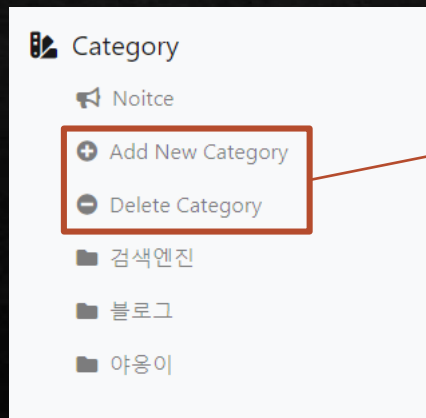 Category
Noitce
Add New Category
Delete Category
검색엔진
블로그
야옹이